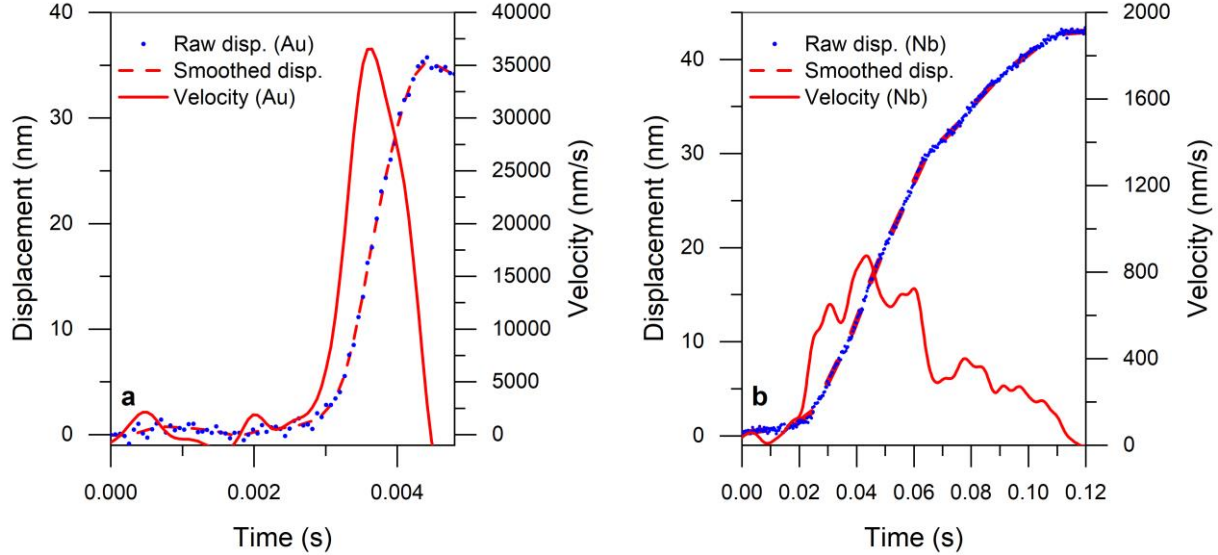 40
30
20
10
0
Displacement (nm)
Raw disp. (Au)
Smoothed disp.
Velocity (Au)
a
40000
35000
30000
25000
20000
15000
10000
5000
0
Velocity (nm/s)
0.000
0.002
0.004
Time (s)
40
30
20
10
0
Displacement (nm)
Raw disp. (Nb)
Smoothed disp.
Velocity (Nb)
b
2000
1600
1200
800
400
0
Velocity (nm/s)
0.00
0.02
0.04
0.06
0.08
0.10
0.12
Time (s)